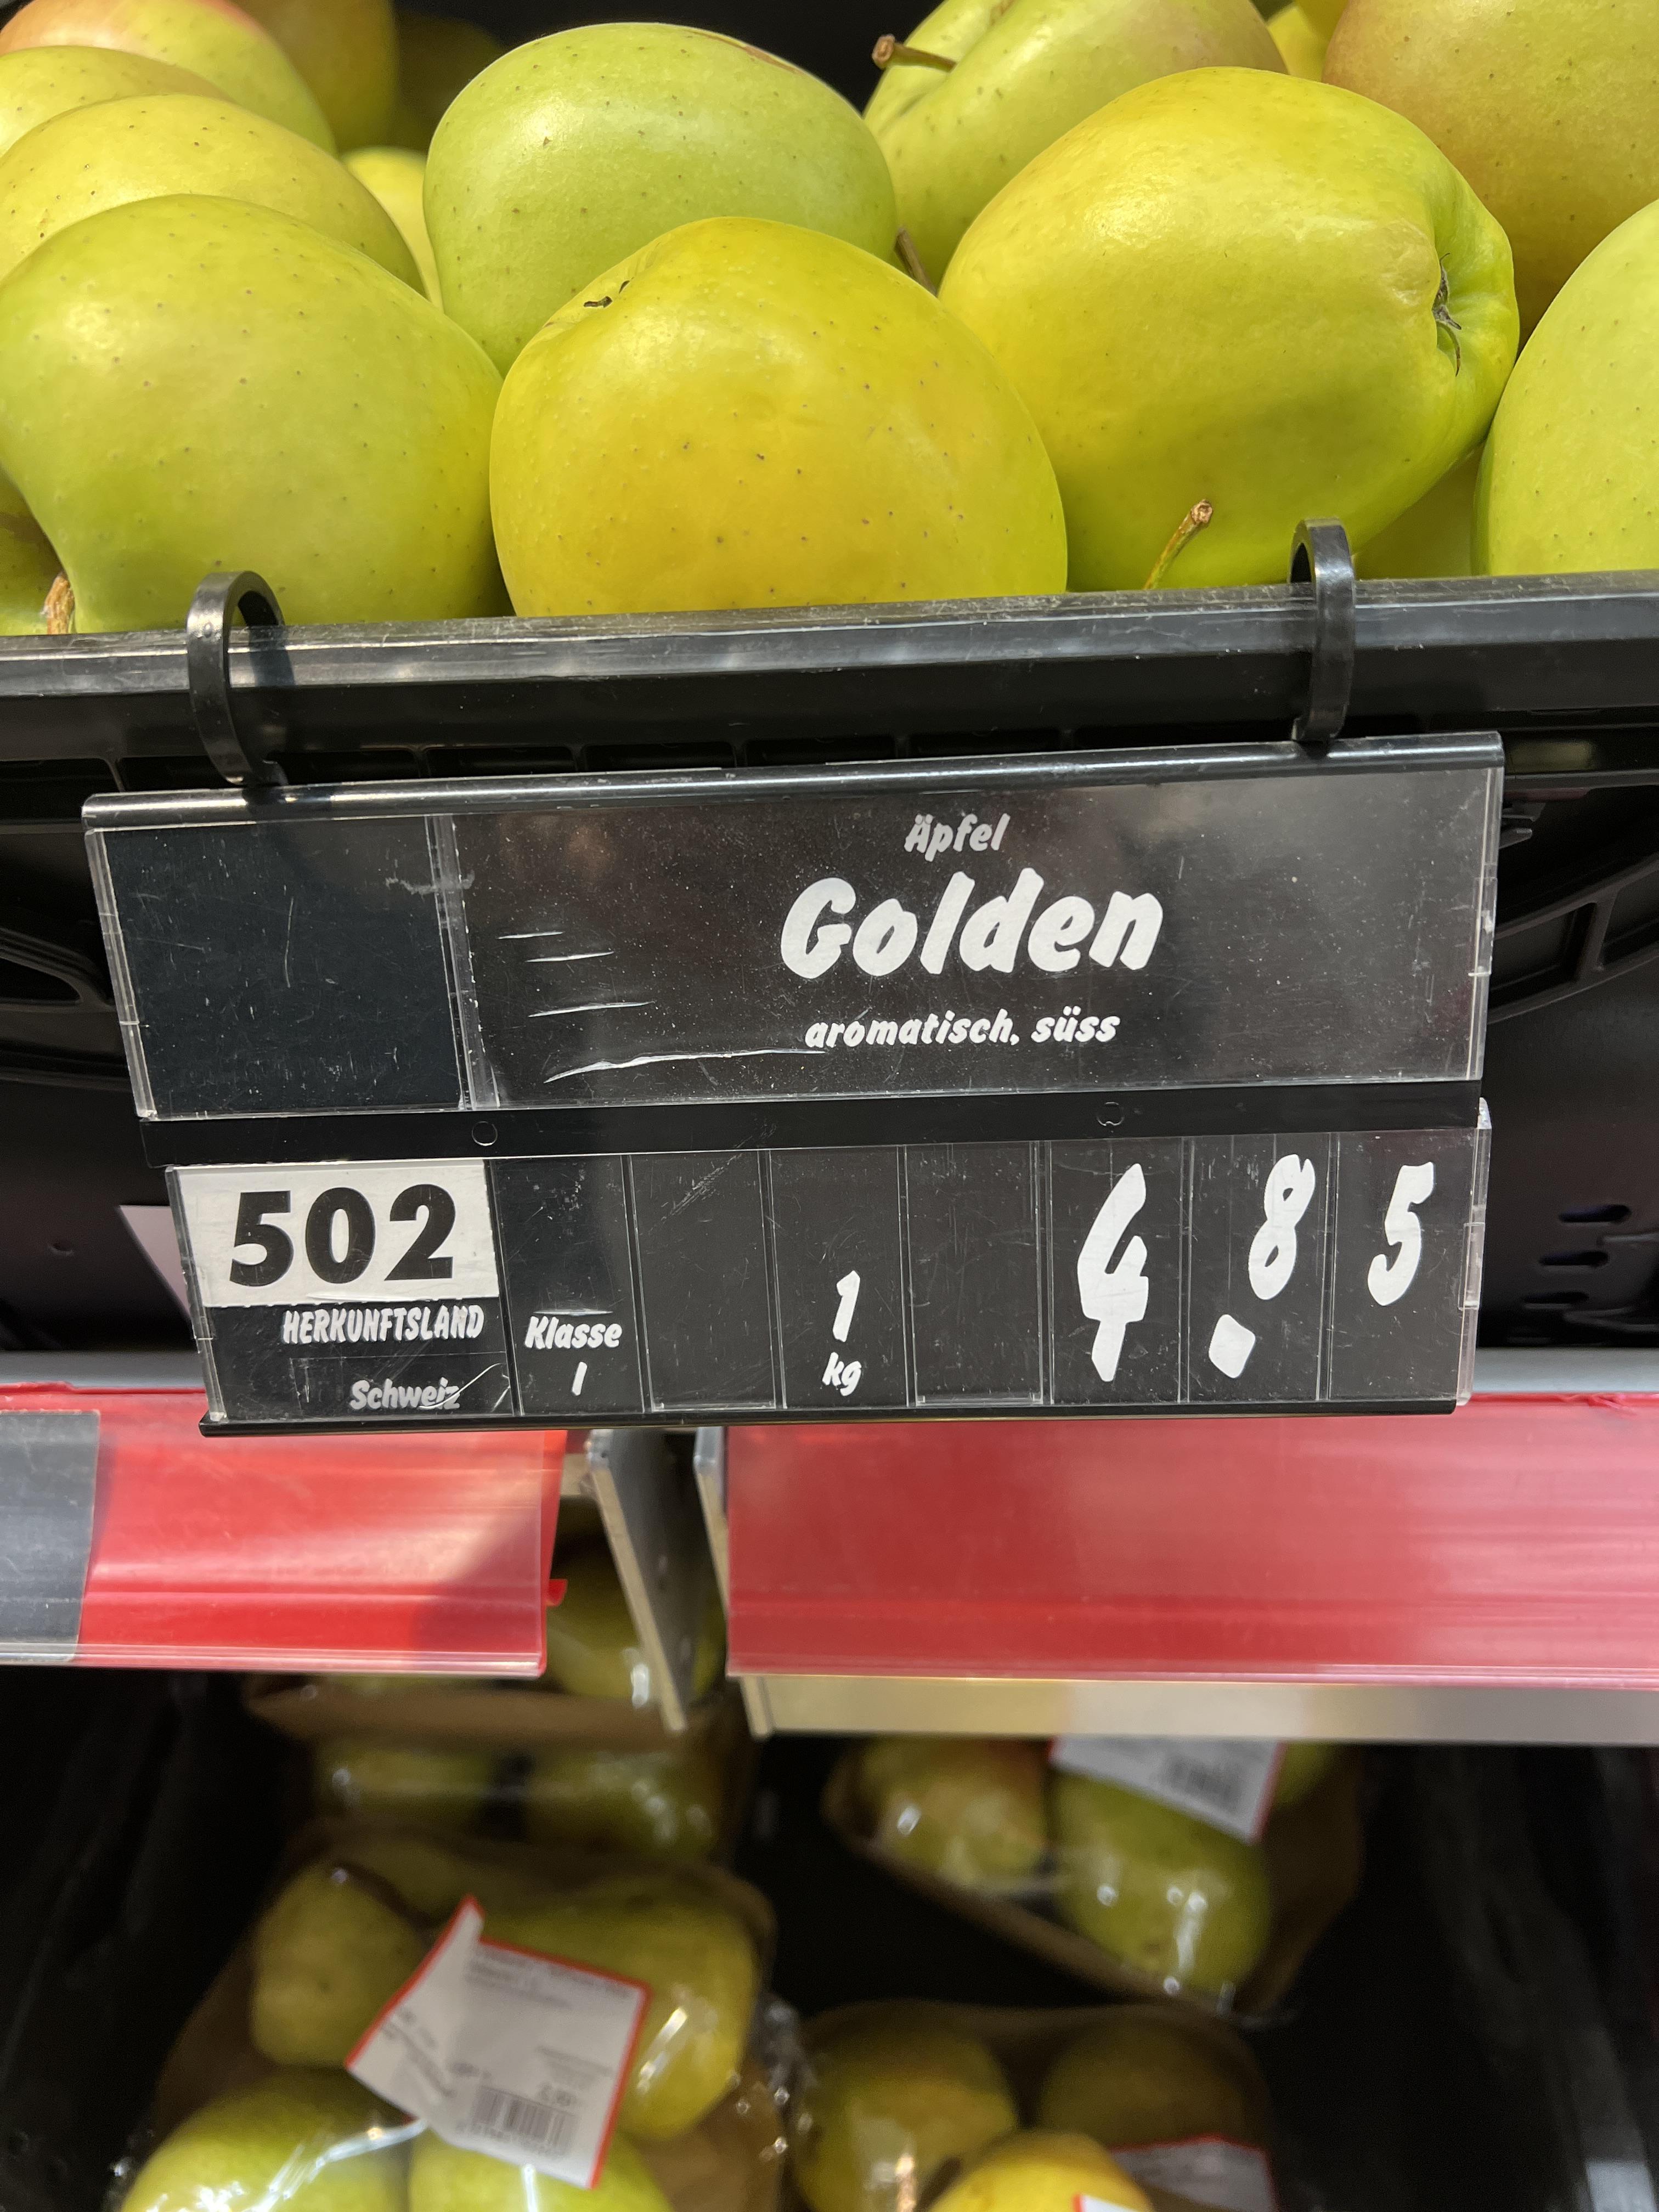 Äpfel
Golden
aromatisch, süss
502
HERKUNFTSLAND
Schweiz
Klasse
I
1
kg
4.85